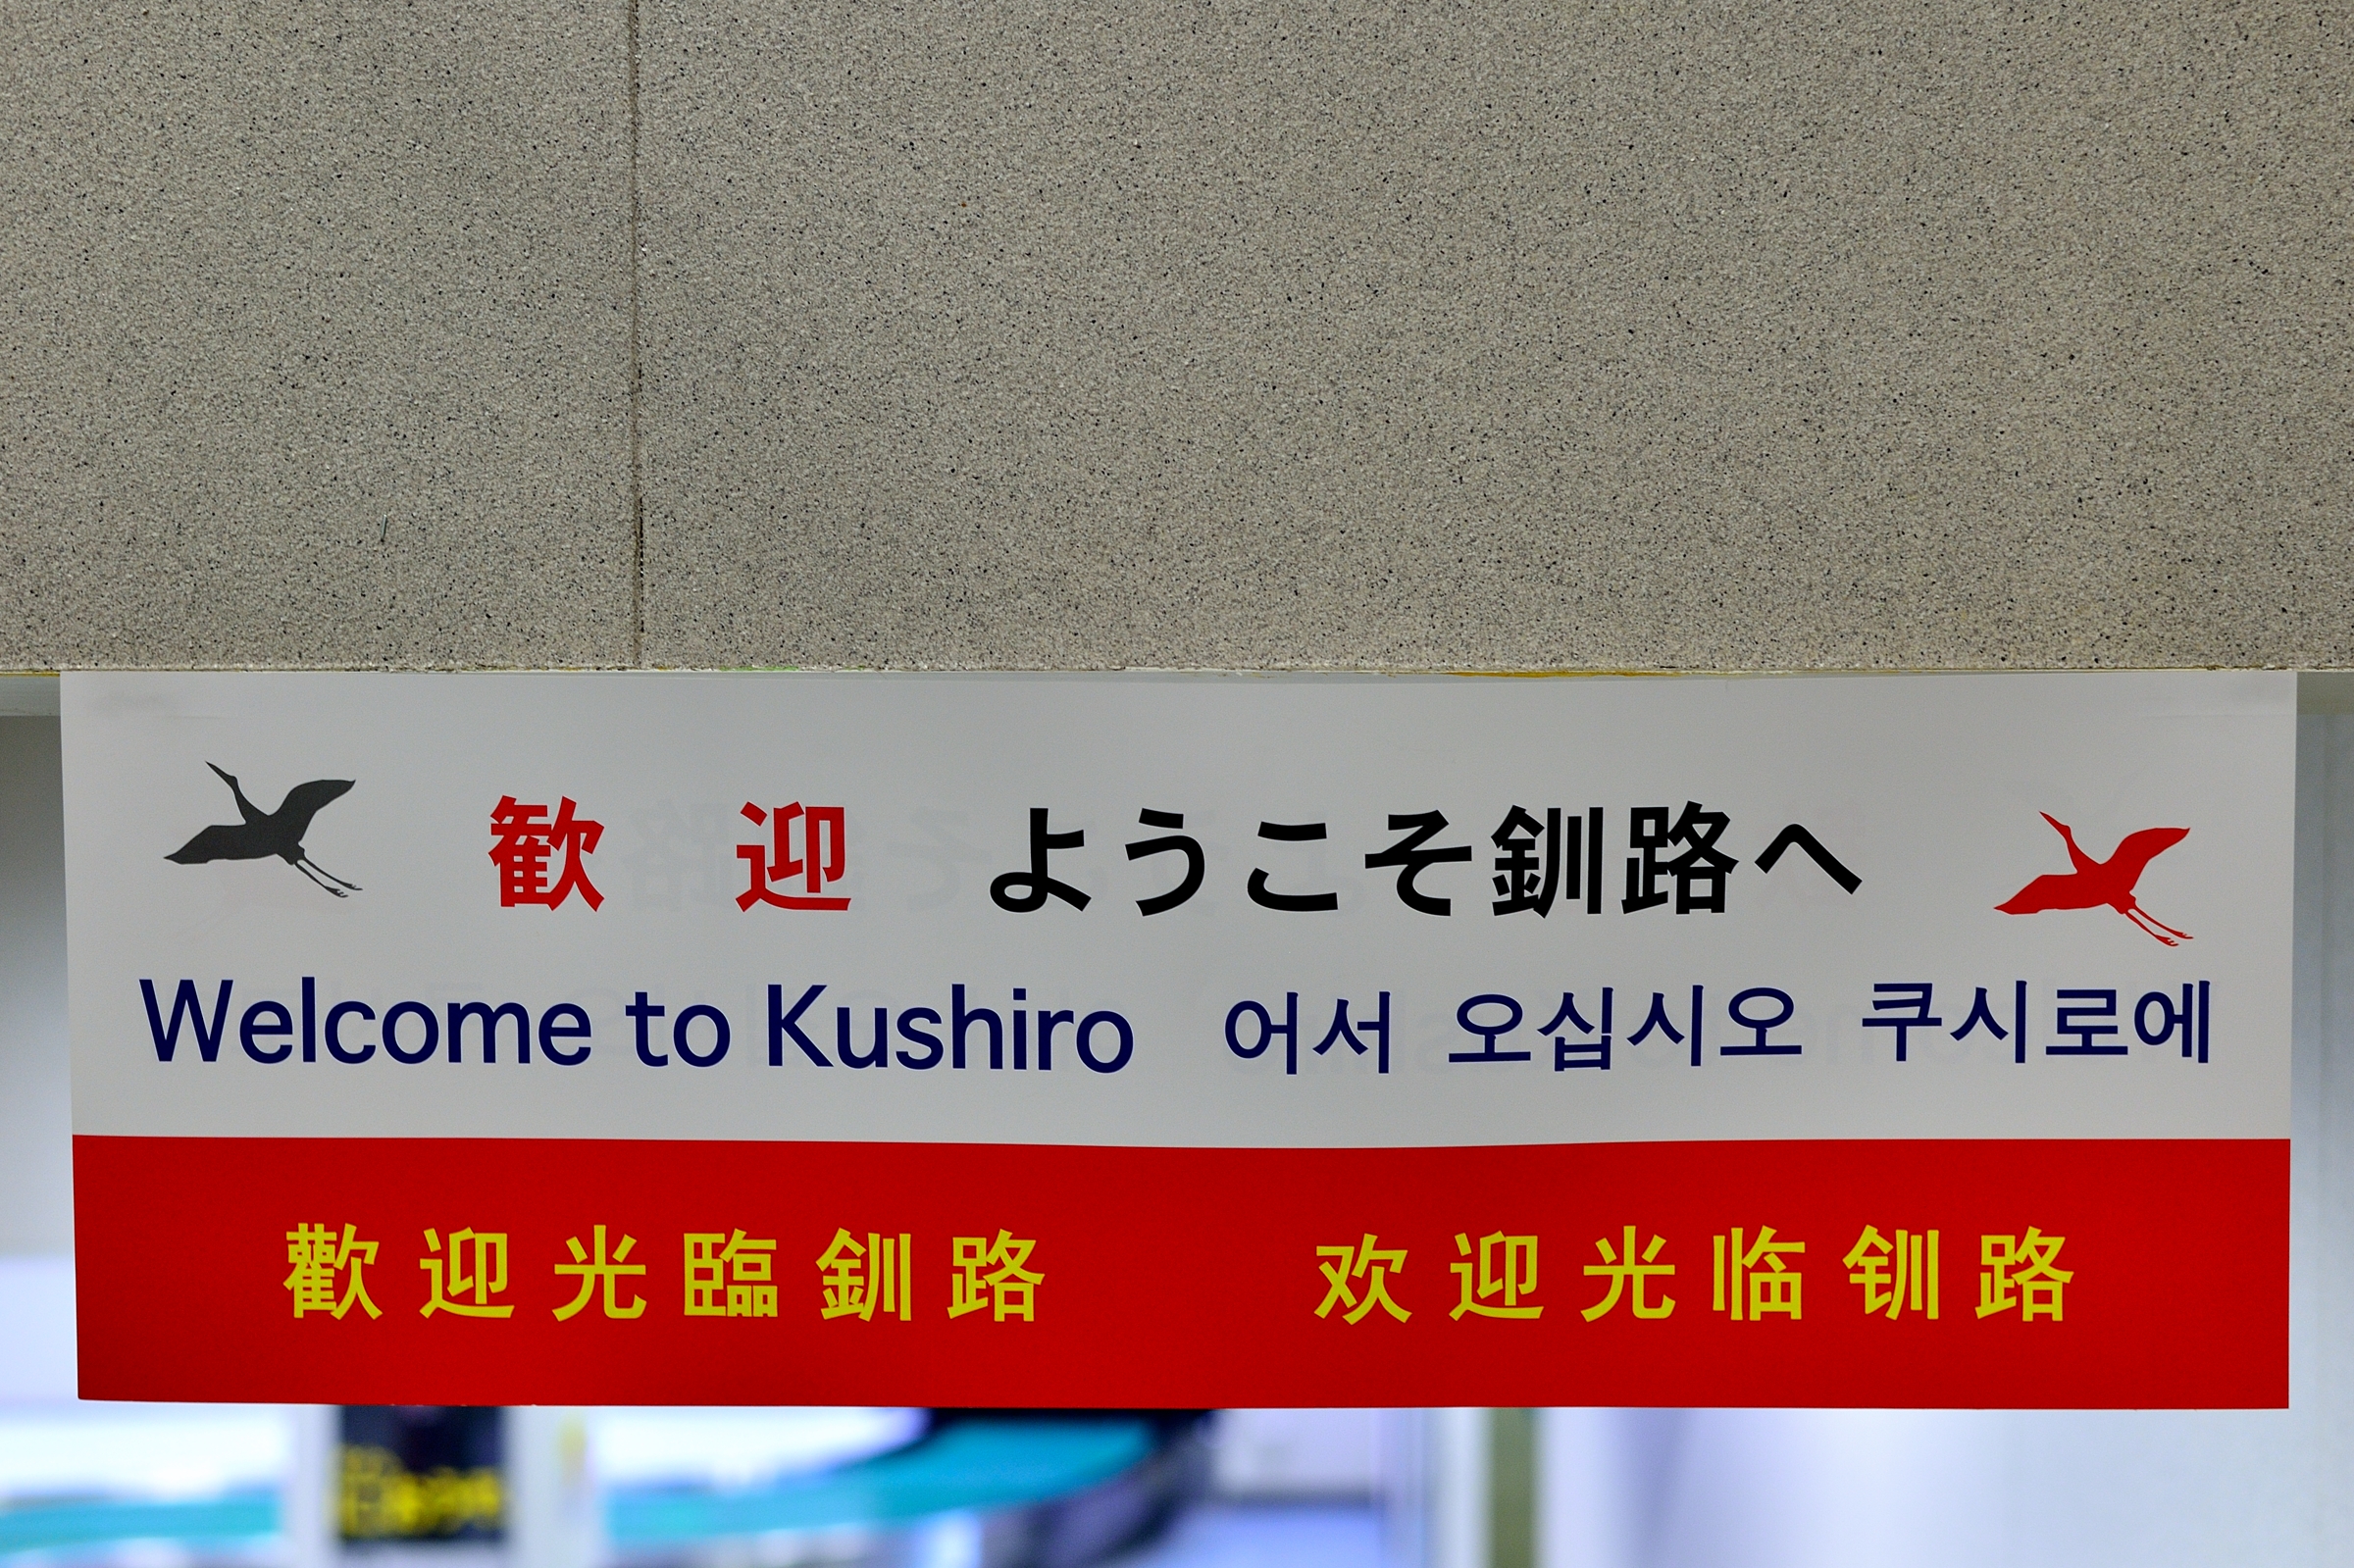 歓 迎 ようこそ釧路へ
Welcome to Kushiro 어서 오십시오 쿠시로에
歡迎光臨釧路 欢迎光临钏路